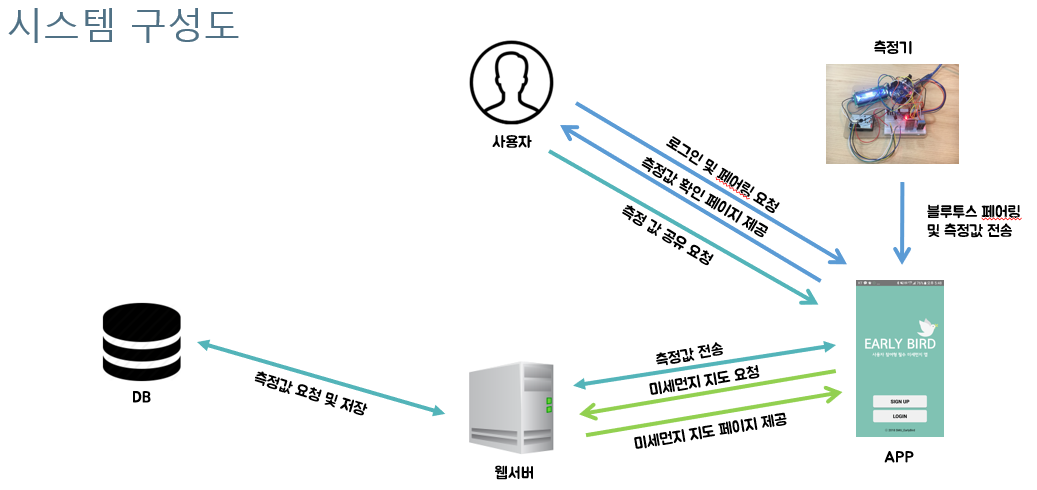 시스템 구성도
측정기
사용자
로그인 및 페어링 요청
측정값 확인 페이지 제공
측정 값 공유 요청
블루투스 페어링
및 측정값 전송
EARLY BIRD
SIGN UP
LOGIN
APP
측정값 전송
미세먼지 지도 요청
미세먼지 지도 페이지 제공
측정값 요청 및 저장
DB
웹서버